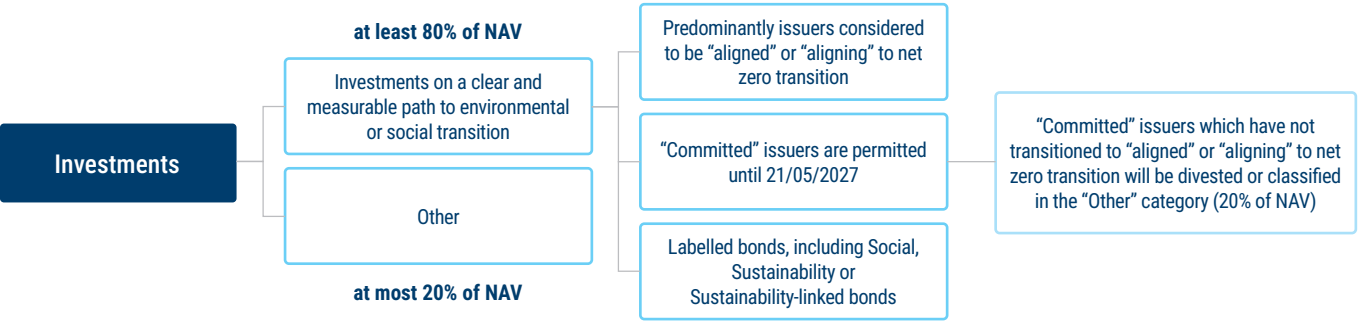 Investments
at least 80% of NAV
Investments on a clear and
measurable path to environmental
or social transition
Other
at most 20% of NAV
Predominantly issuers considered
to be “aligned” or “aligning” to net
zero transition
“Committed” issuers are permitted
until 21/05/2027
Labelled bonds, including Social,
Sustainability or
Sustainability-linked bonds
“Committed” issuers which have not
transitioned to “aligned” or “aligning” to net
zero transition will be divested or classified
in the “Other” category (20% of NAV)